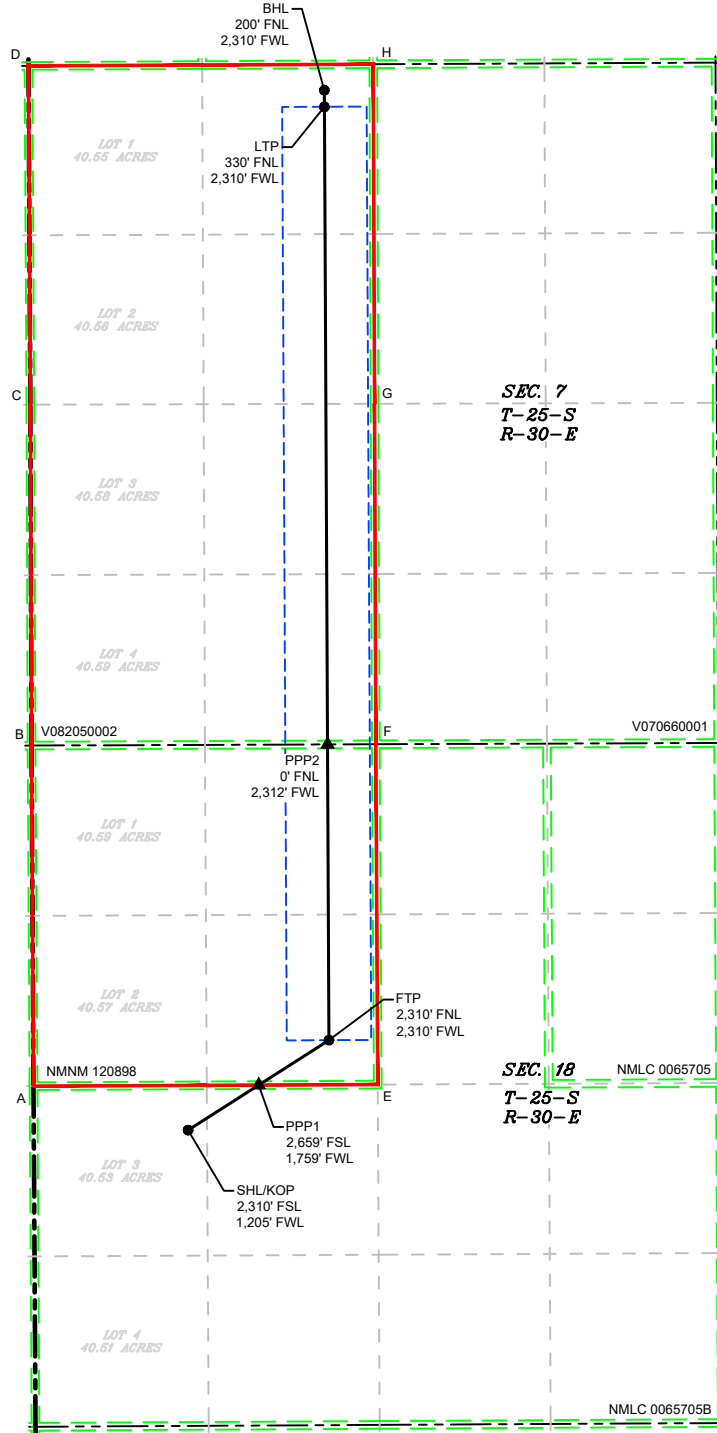 BHL
200' FNL
2,310' FWL
D
H
LOT 1
40.55 ACRES
LTP
330' FNL
2,310' FWL
LOT 2
40.56 ACRES
C
G
SEC. 7
T-25-S
R-30-E
LOT 3
40.58 ACRES
LOT 4
40.59 ACRES
B
V082050002
F
V070660001
PPP2
0' FNL
2,312' FWL
LOT 1
40.59 ACRES
LOT 2
40.57 ACRES
FTP
2,310' FNL
2,310' FWL
NMNM 120898
SEC. 18
NMLC 0065705
A
E
T-25-S
R-30-E
PPP1
2,659' FSL
1,759' FWL
LOT 3
40.53 ACRES
SHL/KOP
2,310' FSL
1,205' FWL
LOT 4
40.51 ACRES
NMLC 0065705B